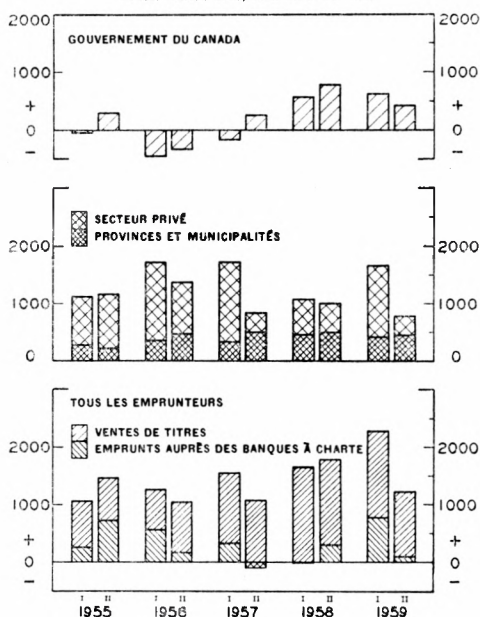 GOUVERNEMENT DU CANADA
2000 2000
1000 1000
+ +
0 0
– –
SECTEUR PRIVÉ
PROVINCES ET MUNICIPALITÉS
2000 2000
1000 1000
0 0
TOUS LES EMPRUNTEURS
VENTES DE TITRES
EMPRUNTS AUPRÈS DES BANQUES À CHARTE
2000 2000
1000 1000
+ +
0 0
– –
I II I II I II I II I II
1955 1956 1957 1958 1959